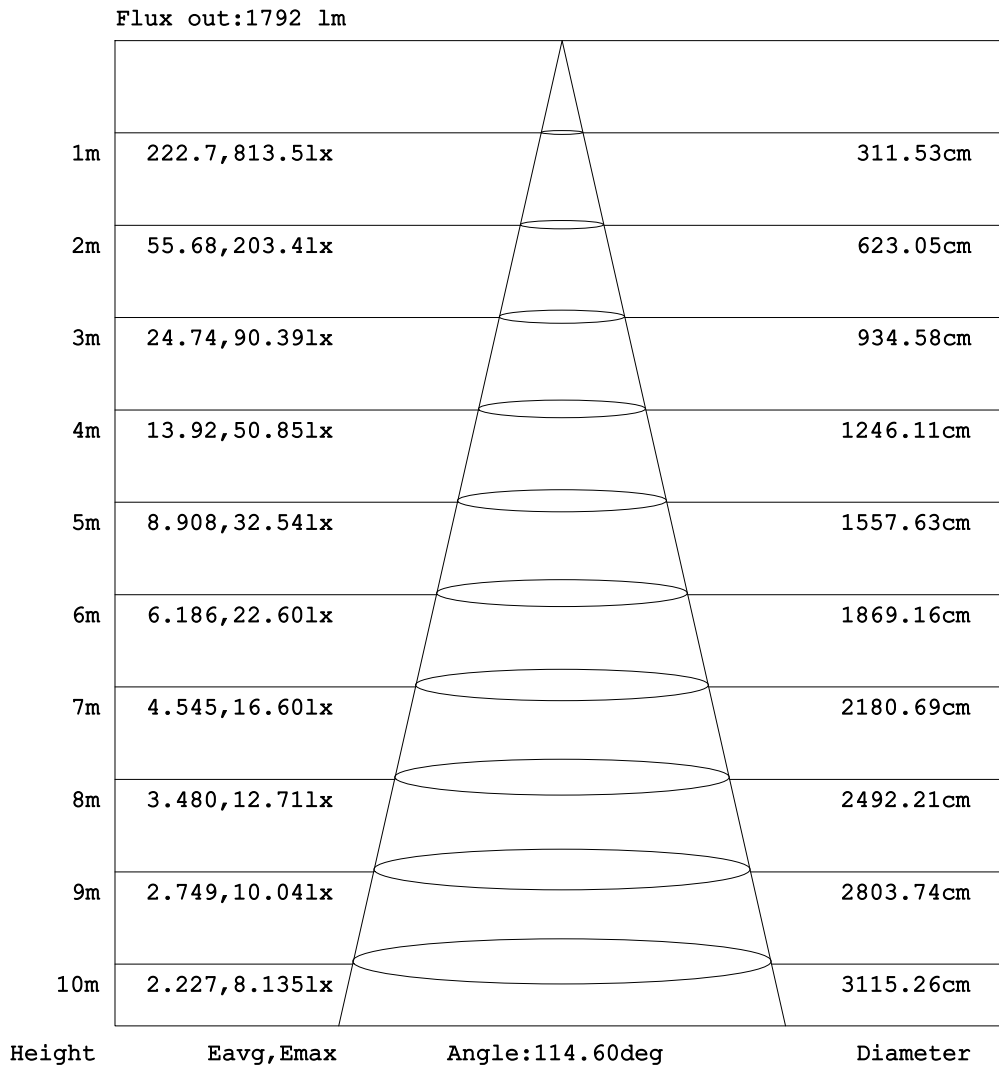 Flux out:1792 lm
1m 222.7,813.5lx 311.53cm
2m 55.68,203.4lx 623.05cm
3m 24.74,90.39lx 934.58cm
4m 13.92,50.85lx 1246.11cm
5m 8.908,32.54lx 1557.63cm
6m 6.186,22.60lx 1869.16cm
7m 4.545,16.60lx 2180.69cm
8m 3.480,12.71lx 2492.21cm
9m 2.749,10.04lx 2803.74cm
10m 2.227,8.135lx 3115.26cm
Height Eavg,Emax Angle:114.60deg Diameter